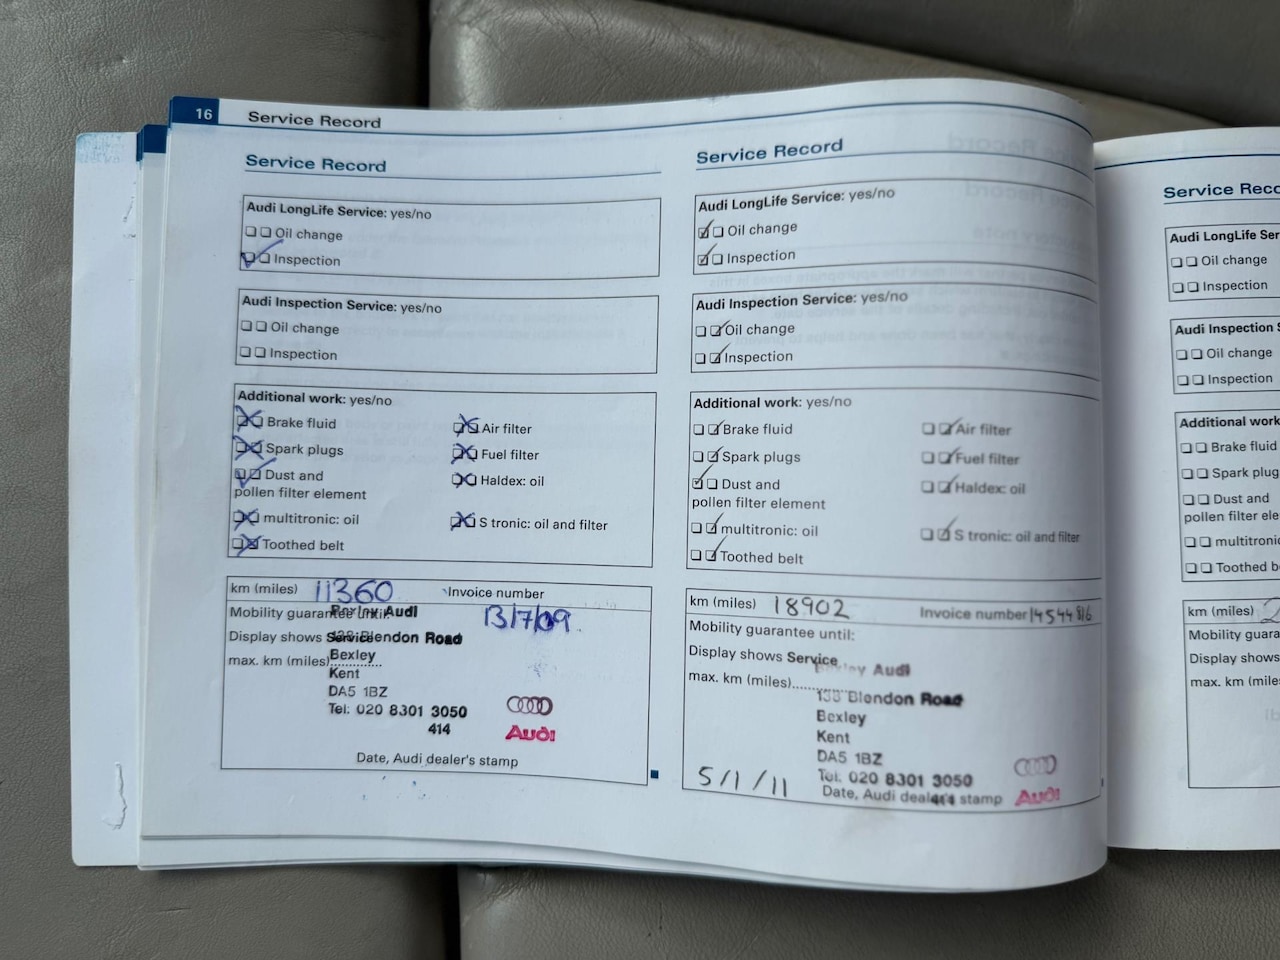 16
Service Record
Service Record
Audi LongLife Service: yes/no
Oil change
Inspection
Audi Inspection Service: yes/no
Oil change
Inspection
Additional work: yes/no
Brake fluid
Air filter
Spark plugs
Fuel filter
Dust and
pollen filter element
Haldex: oil
multitronic: oil
S tronic: oil and filter
Toothed belt
km (miles) 11360 Invoice number
Mobility guarantee until:
Bexley Audi
13/7/09
Display shows Service
Blendon Road
max. km (miles)
Bexley
Kent
DA5 1BZ
Tel: 020 8301 3050
414
Audi
Date, Audi dealer's stamp
Service Record
Audi LongLife Service: yes/no
Oil change
Inspection
Audi Inspection Service: yes/no
Oil change
Inspection
Additional work: yes/no
Brake fluid
Air filter
Spark plugs
Fuel filter
Dust and
pollen filter element
Haldex: oil
multitronic: oil
S tronic: oil and filter
Toothed belt
km (miles) 18902 Invoice number
Mobility guarantee until:
Display shows Service
Bexley Audi
max. km (miles)
Blendon Road
Bexley
Kent
DA5 1BZ
Tel: 020 8301 3050
5/1/11
Date, Audi dealer's stamp
414
Audi
Service Rec
Audi LongLife Ser
Oil change
Inspection
Audi Inspection S
Oil change
Inspection
Additional work
Brake fluid
Spark plug
Dust and
pollen filter ele
multitronic
Toothed b
km (miles)
Mobility guara
Display shows
max. km (miles